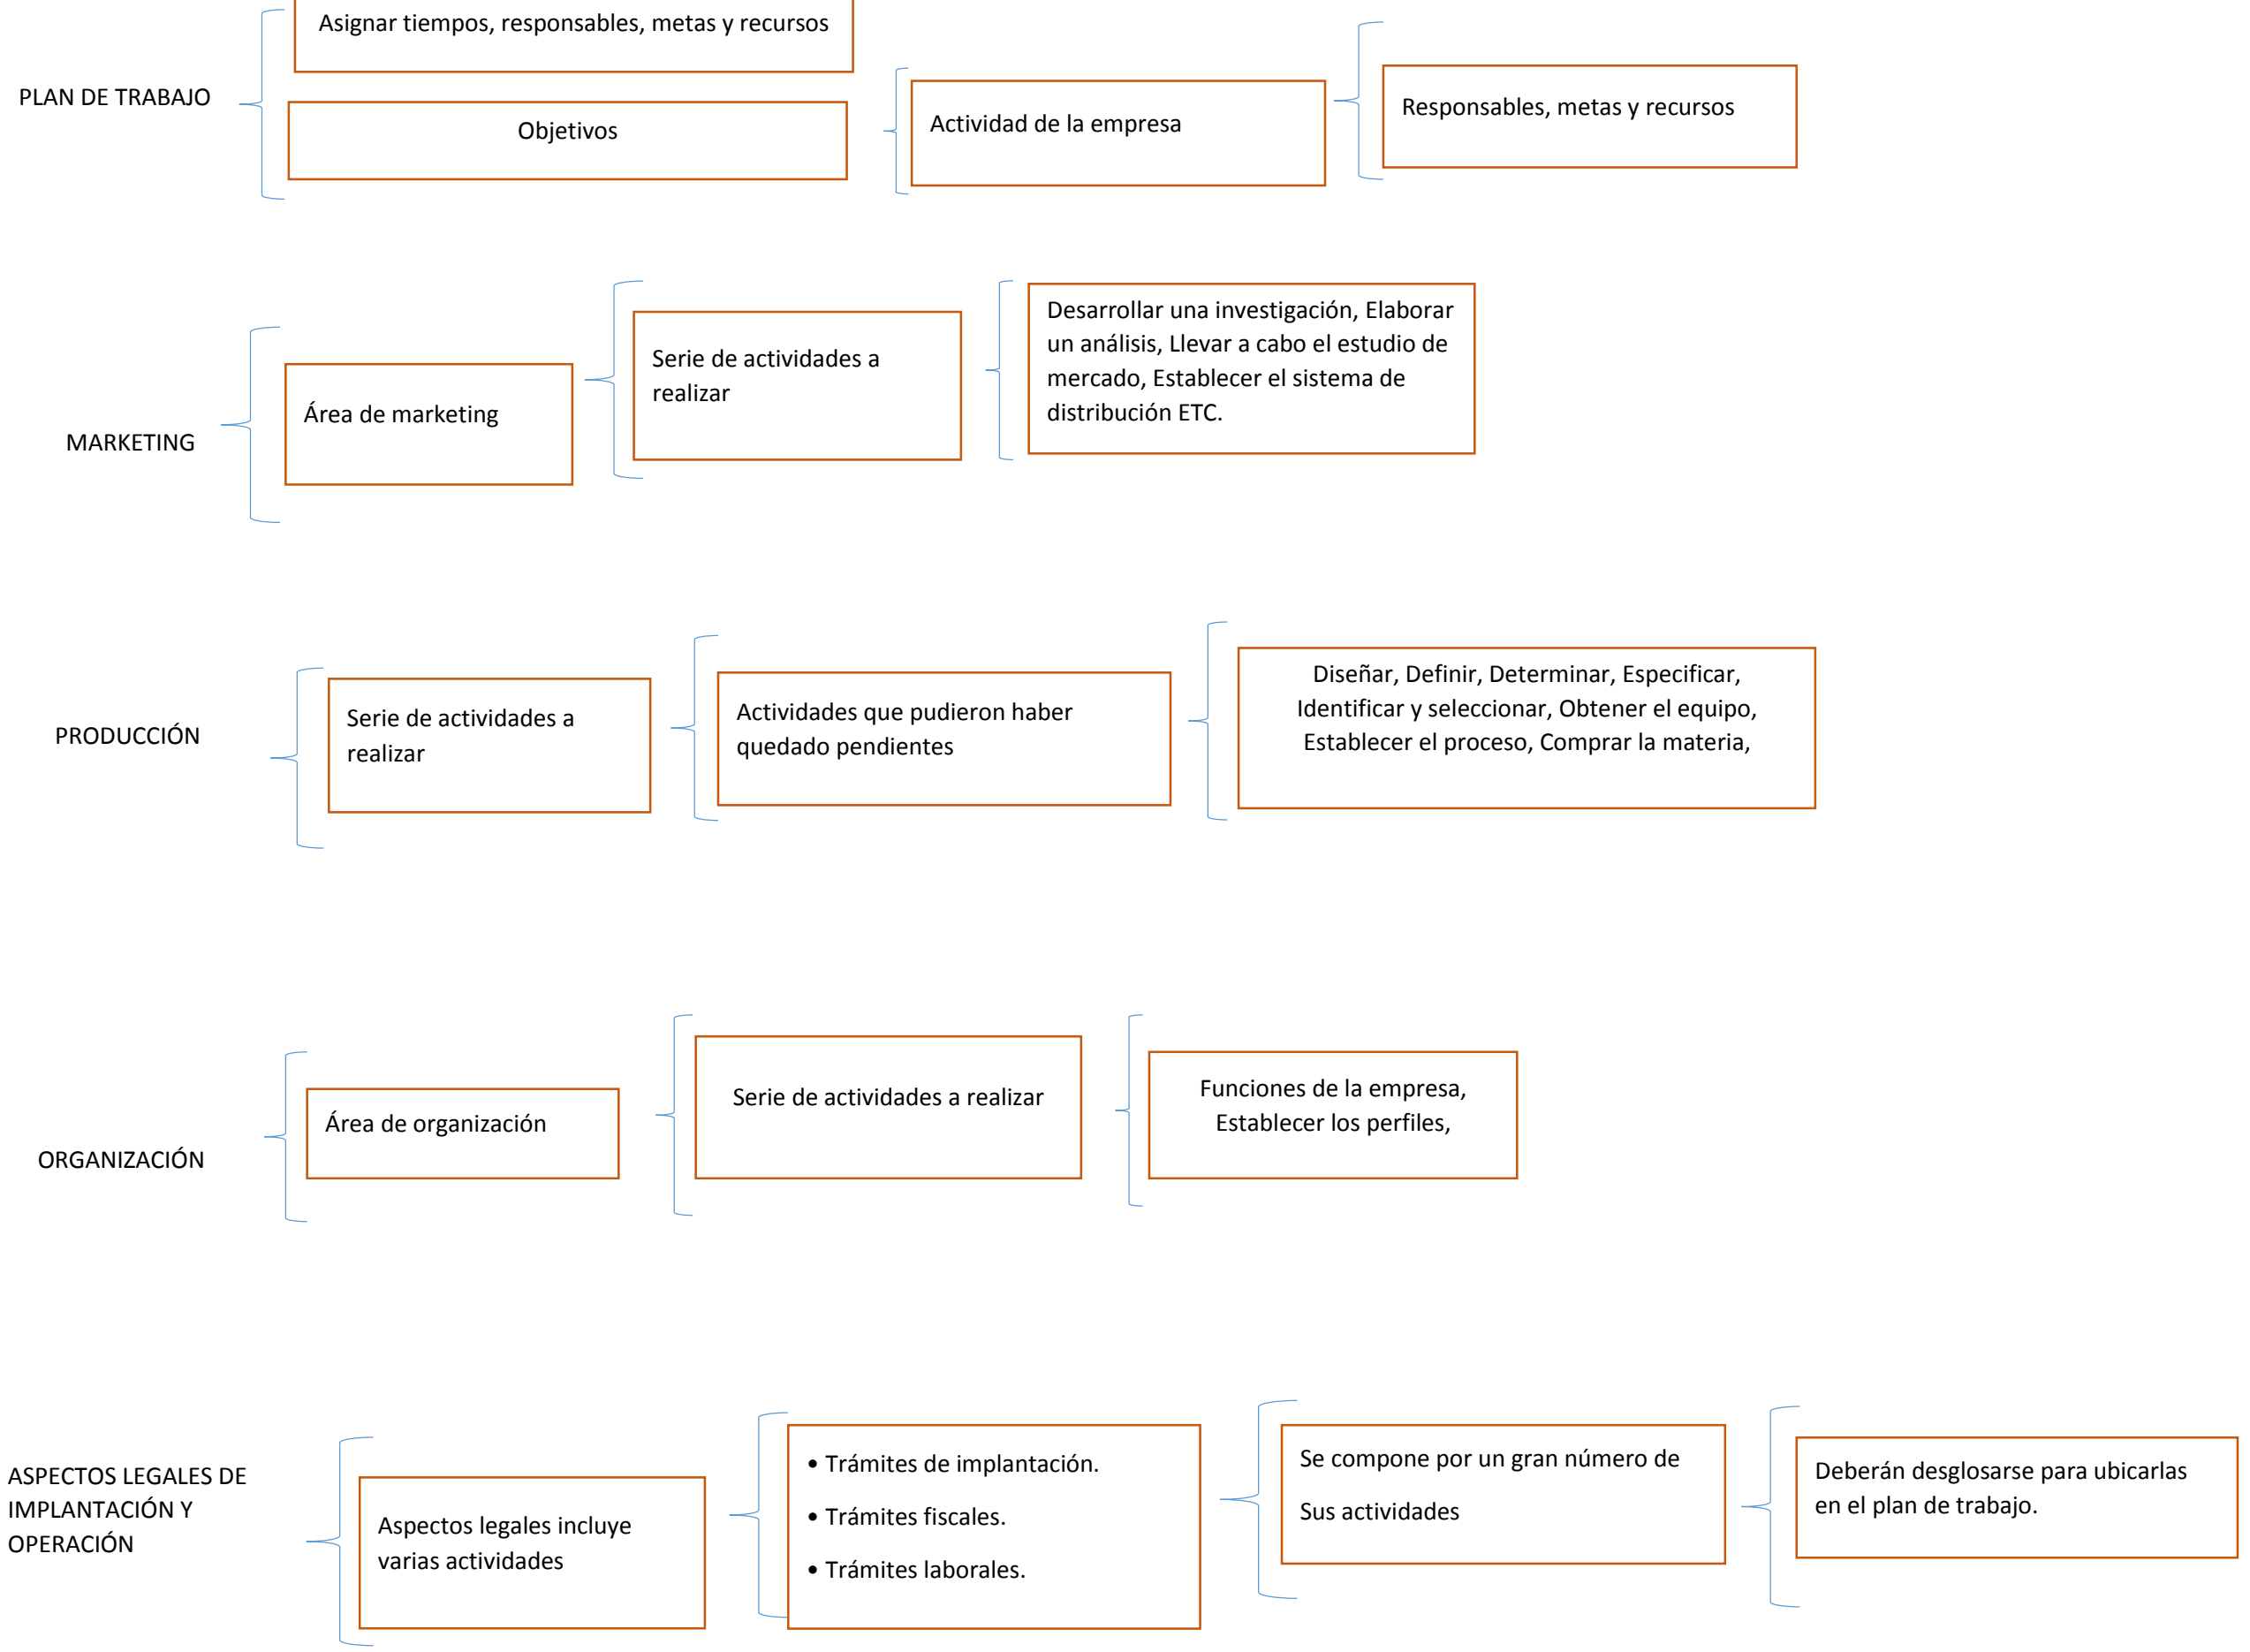 Asignar tiempos, responsables, metas y recursos
PLAN DE TRABAJO
Objetivos
Actividad de la empresa
Responsables, metas y recursos
MARKETING
Área de marketing
Serie de actividades a
realizar
Desarrollar una investigación, Elaborar
un análisis, Llevar a cabo el estudio de
mercado, Establecer el sistema de
distribución ETC.
PRODUCCIÓN
Serie de actividades a
realizar
Actividades que pudieron haber
quedado pendientes
Diseñar, Definir, Determinar, Especificar,
Identificar y seleccionar, Obtener el equipo,
Establecer el proceso, Comprar la materia,
ORGANIZACIÓN
Área de organización
Serie de actividades a realizar
Funciones de la empresa,
Establecer los perfiles,
ASPECTOS LEGALES DE
IMPLANTACIÓN Y
OPERACIÓN
Aspectos legales incluye
varias actividades
• Trámites de implantación.
• Trámites fiscales.
• Trámites laborales.
Se compone por un gran número de
Sus actividades
Deberán desglosarse para ubicarlas
en el plan de trabajo.